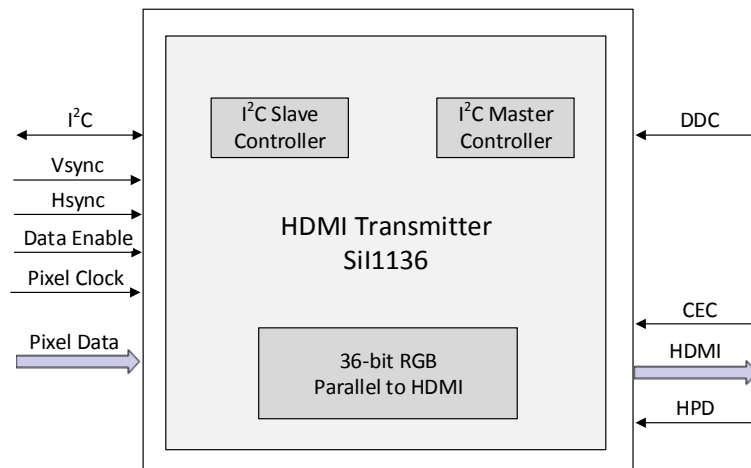 I²C Slave
Controller
I²C Master
Controller
I²C
DDC
Vsync
Hsync
Data Enable
Pixel Clock
Pixel Data
HDMI Transmitter
SiI1136
36-bit RGB
Parallel to HDMI
CEC
HDMI
HPD